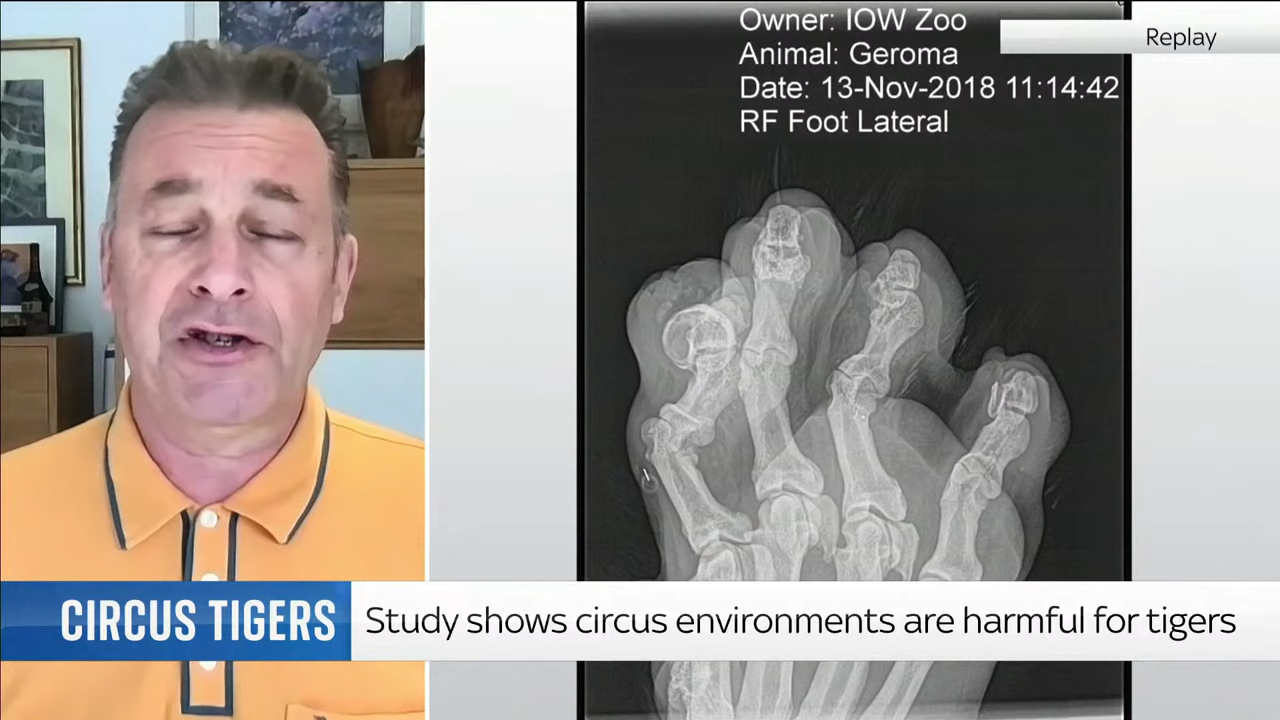 Owner: IOW Zoo
Animal: Geroma
Date: 13-Nov-2018 11:14:42
RF Foot Lateral
Replay
CIRCUS TIGERS
Study shows circus environments are harmful for tigers